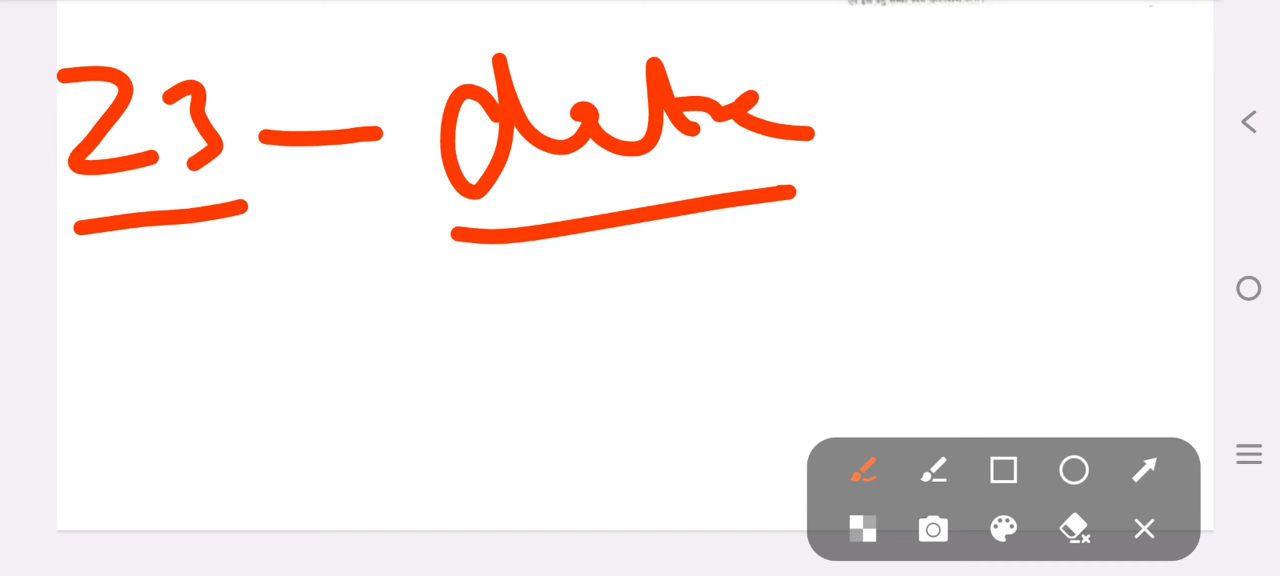 23 — date